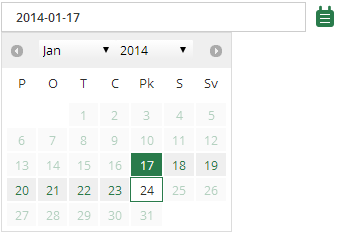 2014-01-17
Jan 2014
P O T C Pk S Sv
1 2 3 4 5
6 7 8 9 10 11 12
13 14 15 16 17 18 19
20 21 22 23 24 25 26
27 28 29 30 31